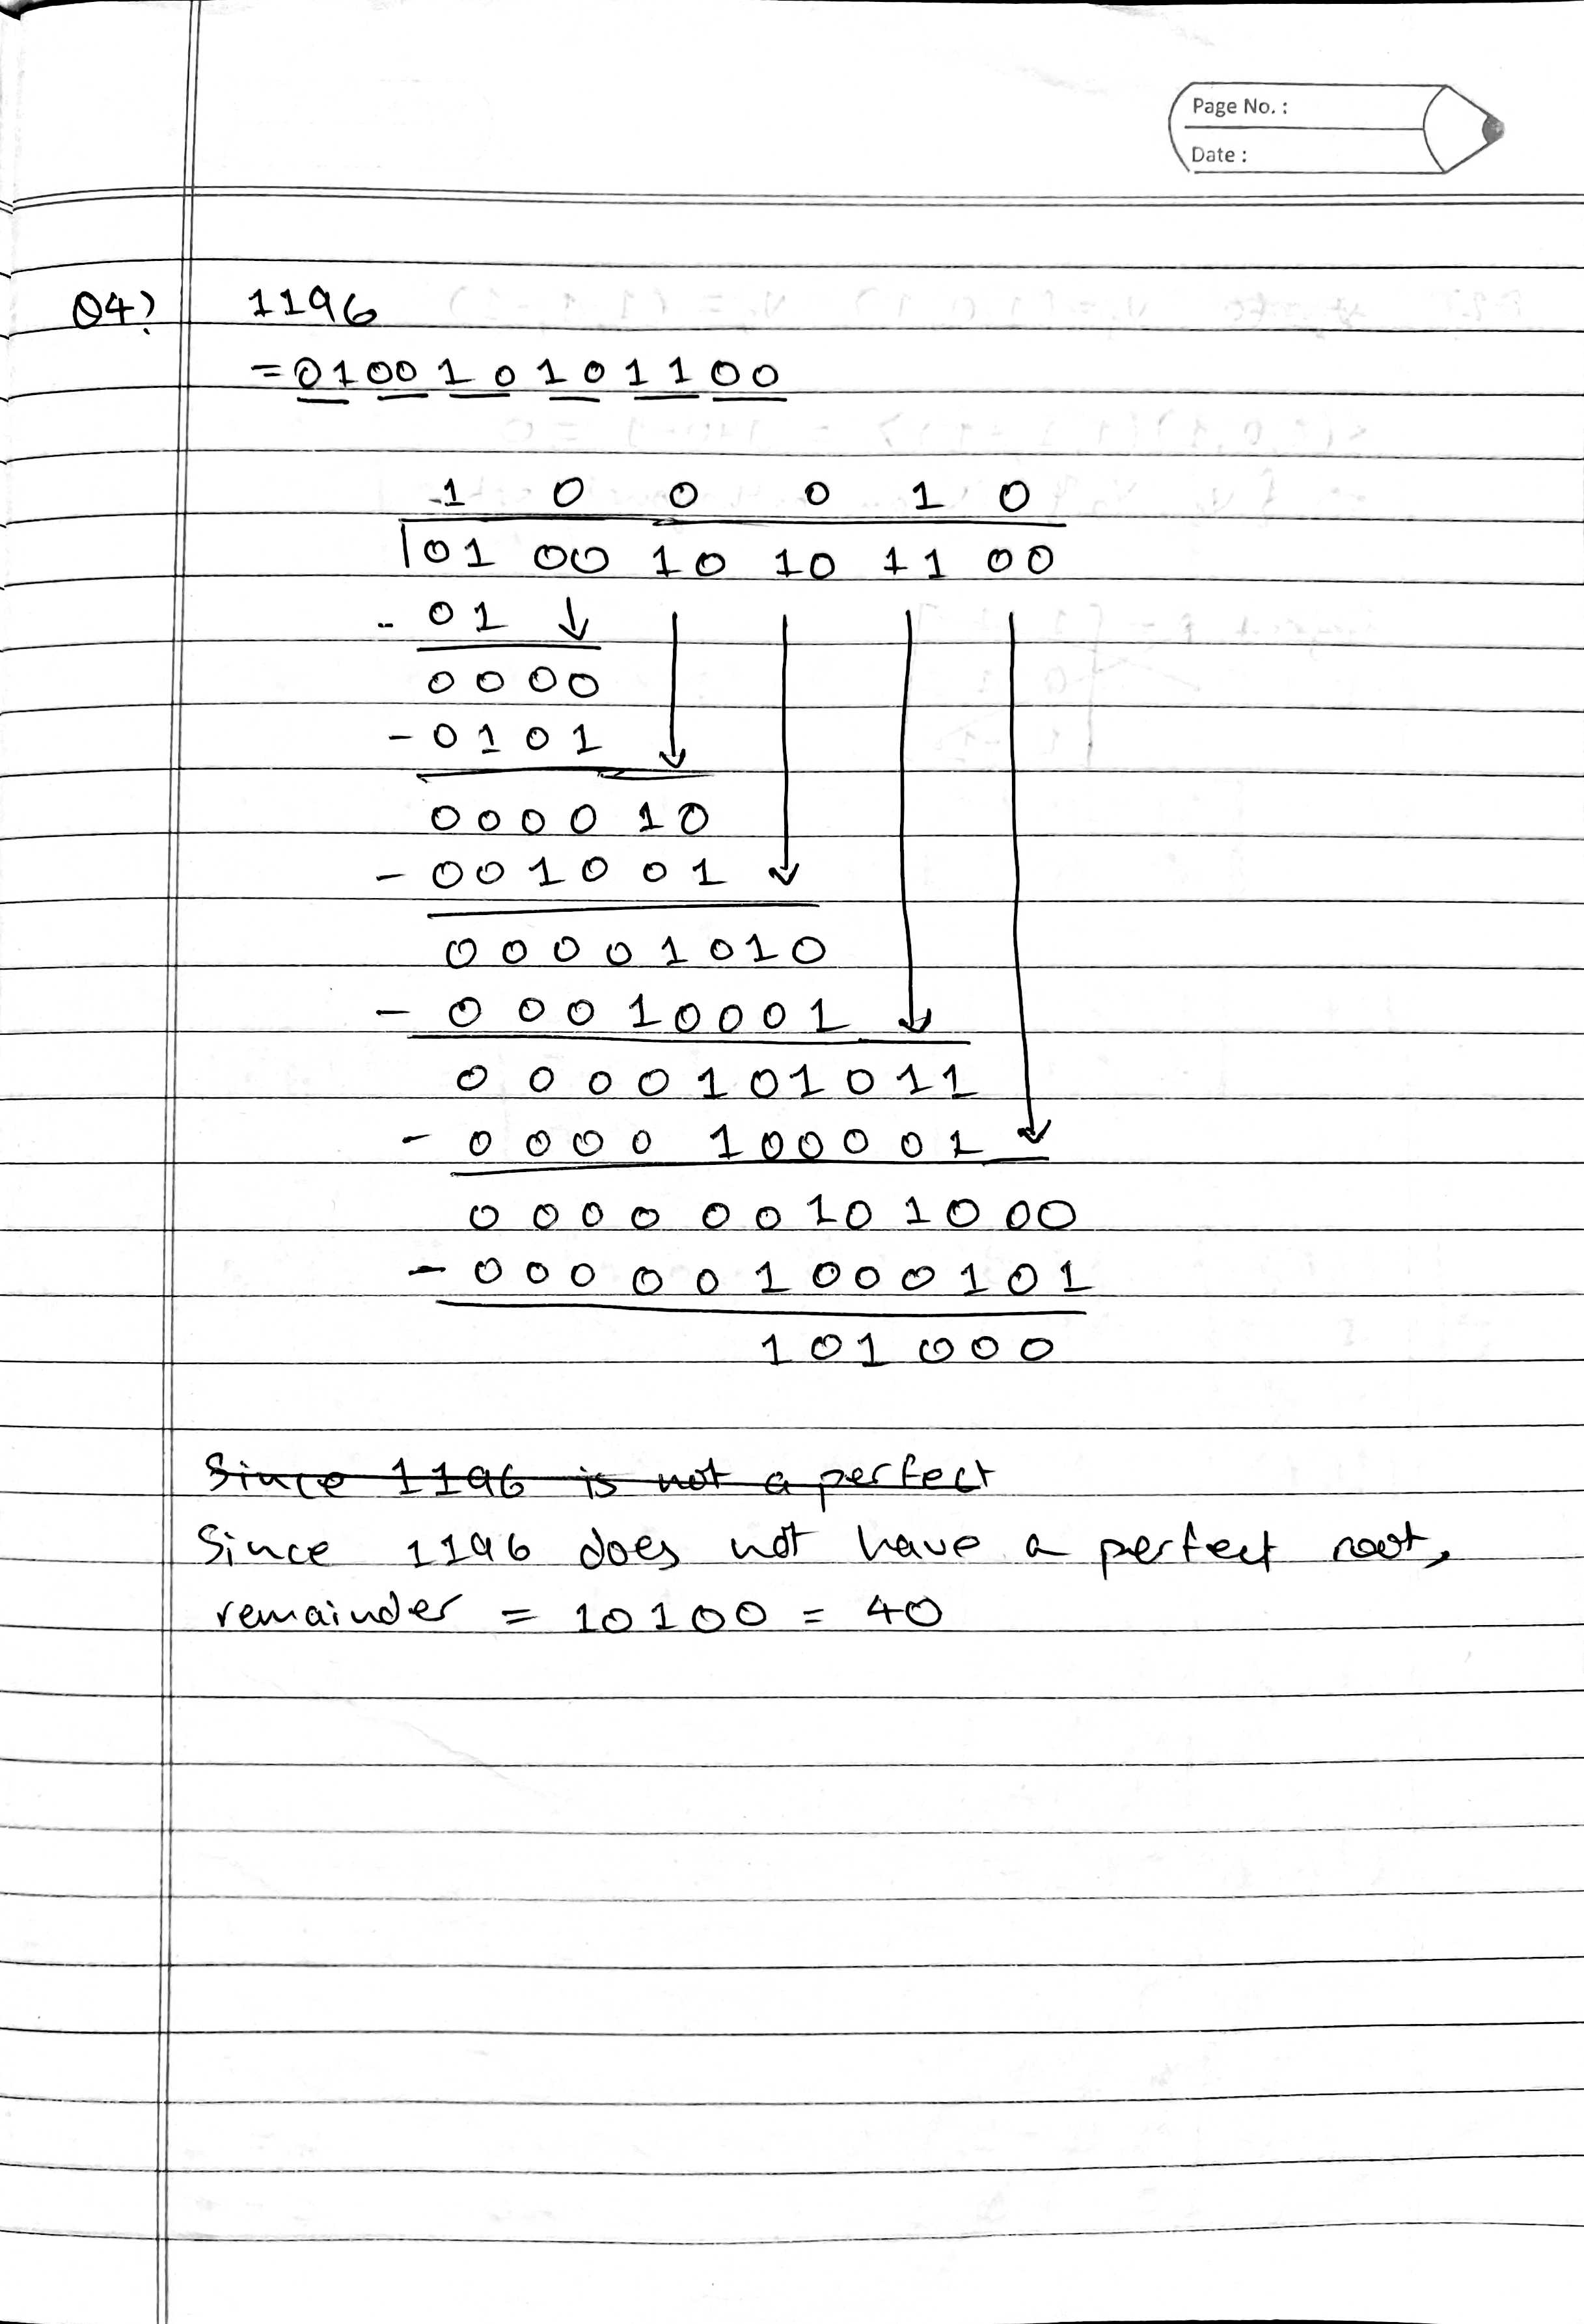 Page No. :
Date :
Q4) 1196
= 010010101100
1 0 0 0 1 0
01 00 10 10 11 00
- 01
0000
- 0101
000010
- 001001
00001010
- 00010001
0000101011
- 0000100001
000000101000
- 000001000101
101000
Since 1196 is not a perfect
Since 1196 does not have a perfect root,
remainder = 10100 = 40